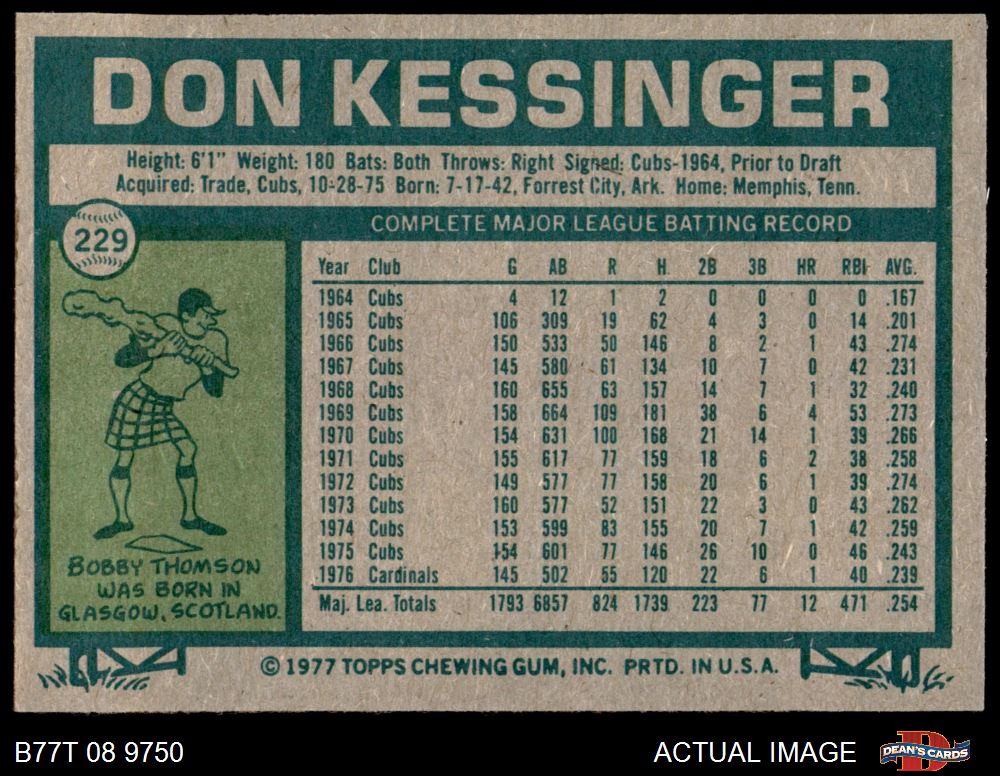 DON KESSINGER
Height: 6'1" Weight: 180 Bats: Both Throws: Right Signed: Cubs-1964, Prior to Draft
Acquired: Trade, Cubs, 10-28-75 Born: 7-17-42, Forrest City, Ark. Home: Memphis, Tenn.
229
COMPLETE MAJOR LEAGUE BATTING RECORD
Year Club G AB R H 2B 3B HR RBI AVG.
1964 Cubs 4 12 1 2 0 0 0 0 .167
1965 Cubs 106 309 19 62 4 3 0 14 .201
1966 Cubs 150 533 50 146 8 2 1 43 .274
1967 Cubs 145 580 61 134 10 7 0 42 .231
1968 Cubs 160 655 63 157 14 7 1 32 .240
1969 Cubs 158 664 109 181 38 6 4 53 .273
1970 Cubs 154 631 100 168 21 14 1 39 .266
1971 Cubs 155 617 77 159 18 6 2 38 .258
1972 Cubs 149 577 77 158 20 6 1 39 .274
1973 Cubs 160 577 52 151 22 3 0 43 .262
1974 Cubs 153 599 83 155 20 7 1 42 .259
1975 Cubs 154 601 77 146 26 10 0 46 .243
1976 Cardinals 145 502 55 120 22 6 1 40 .239
Maj. Lea. Totals 1793 6857 824 1739 223 77 12 471 .254
BOBBY THOMSON
WAS BORN IN
GLASGOW, SCOTLAND.
© 1977 TOPPS CHEWING GUM, INC. PRTD. IN U.S.A.
B77T 08 9750
ACTUAL IMAGE
D
DEAN'S CARDS